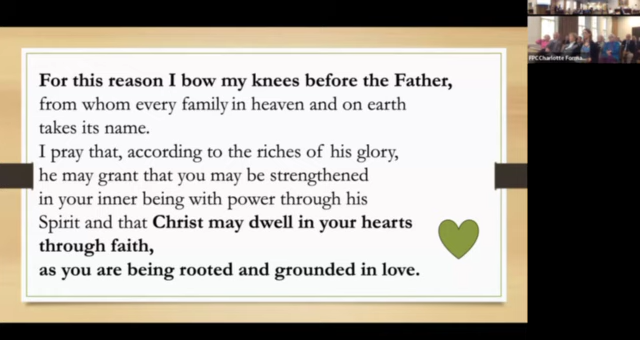 For this reason I bow my knees before the Father,
from whom every family in heaven and on earth
takes its name.
I pray that, according to the riches of his glory,
he may grant that you may be strengthened
in your inner being with power through his
Spirit and that Christ may dwell in your hearts
through faith,
as you are being rooted and grounded in love.
FPCCharlotte